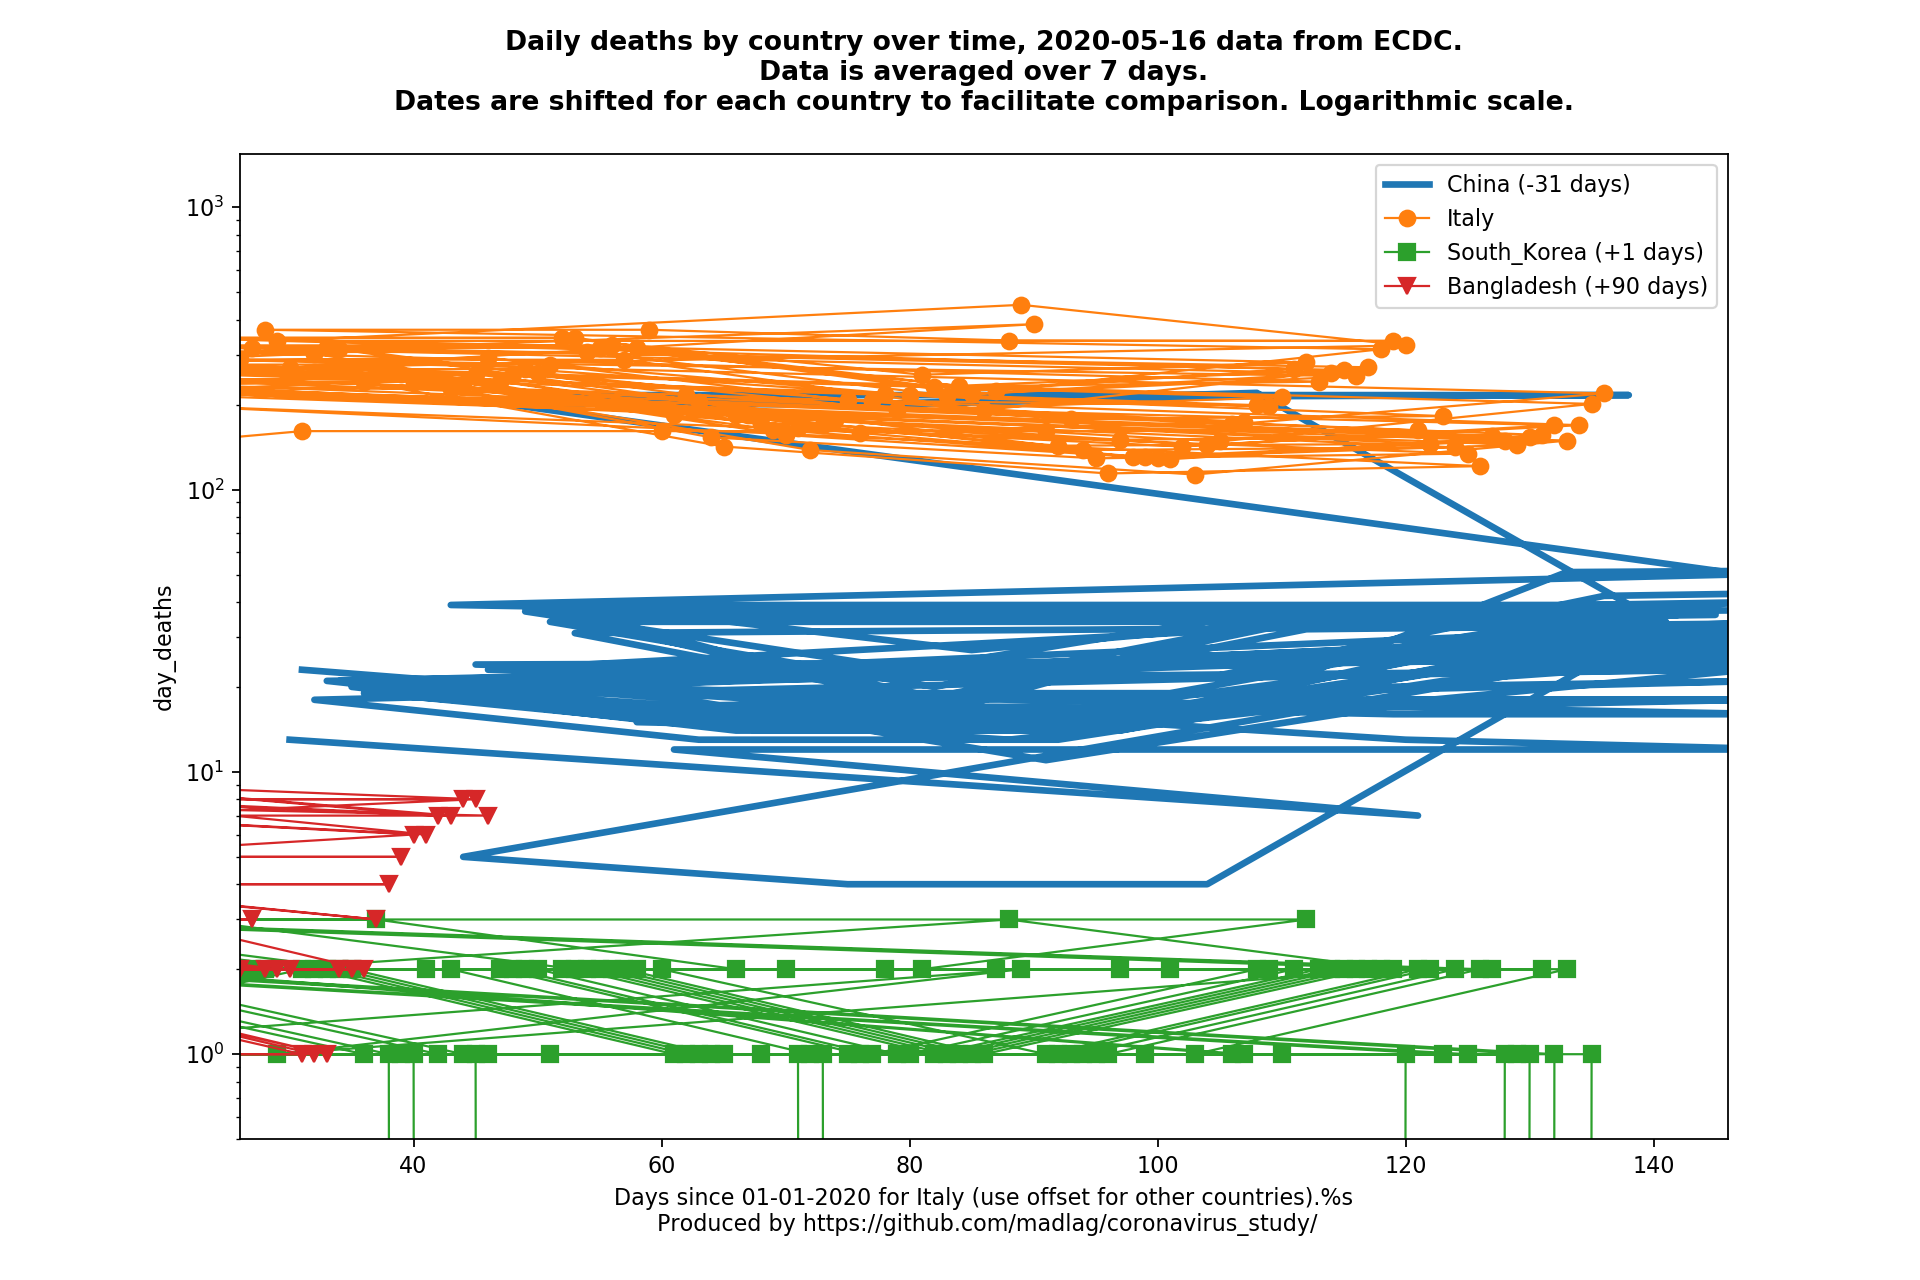 Daily deaths by country over time, 2020-05-16 data from ECDC.
Data is averaged over 7 days.
Dates are shifted for each country to facilitate comparison. Logarithmic scale.
China (-31 days)
Italy
South_Korea (+1 days)
Bangladesh (+90 days)
10³
10²
10¹
10⁰
day_deaths
40 60 80 100 120 140
Days since 01-01-2020 for Italy (use offset for other countries).%s
Produced by https://github.com/madlag/coronavirus_study/